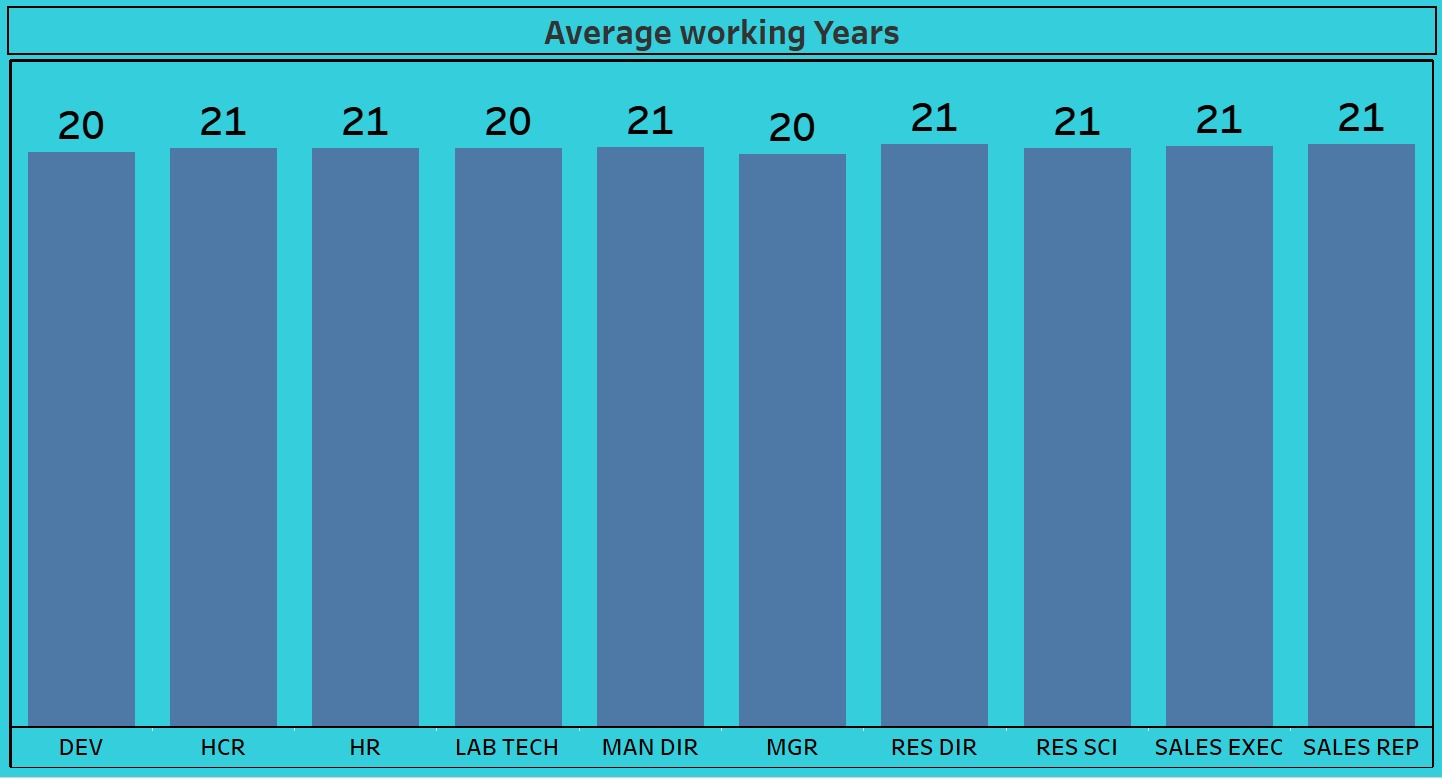 Average working Years
20 21 21 20 21 20 21 21 21 21
DEV HCR HR LAB TECH MAN DIR MGR RES DIR RES SCI SALES EXEC SALES REP